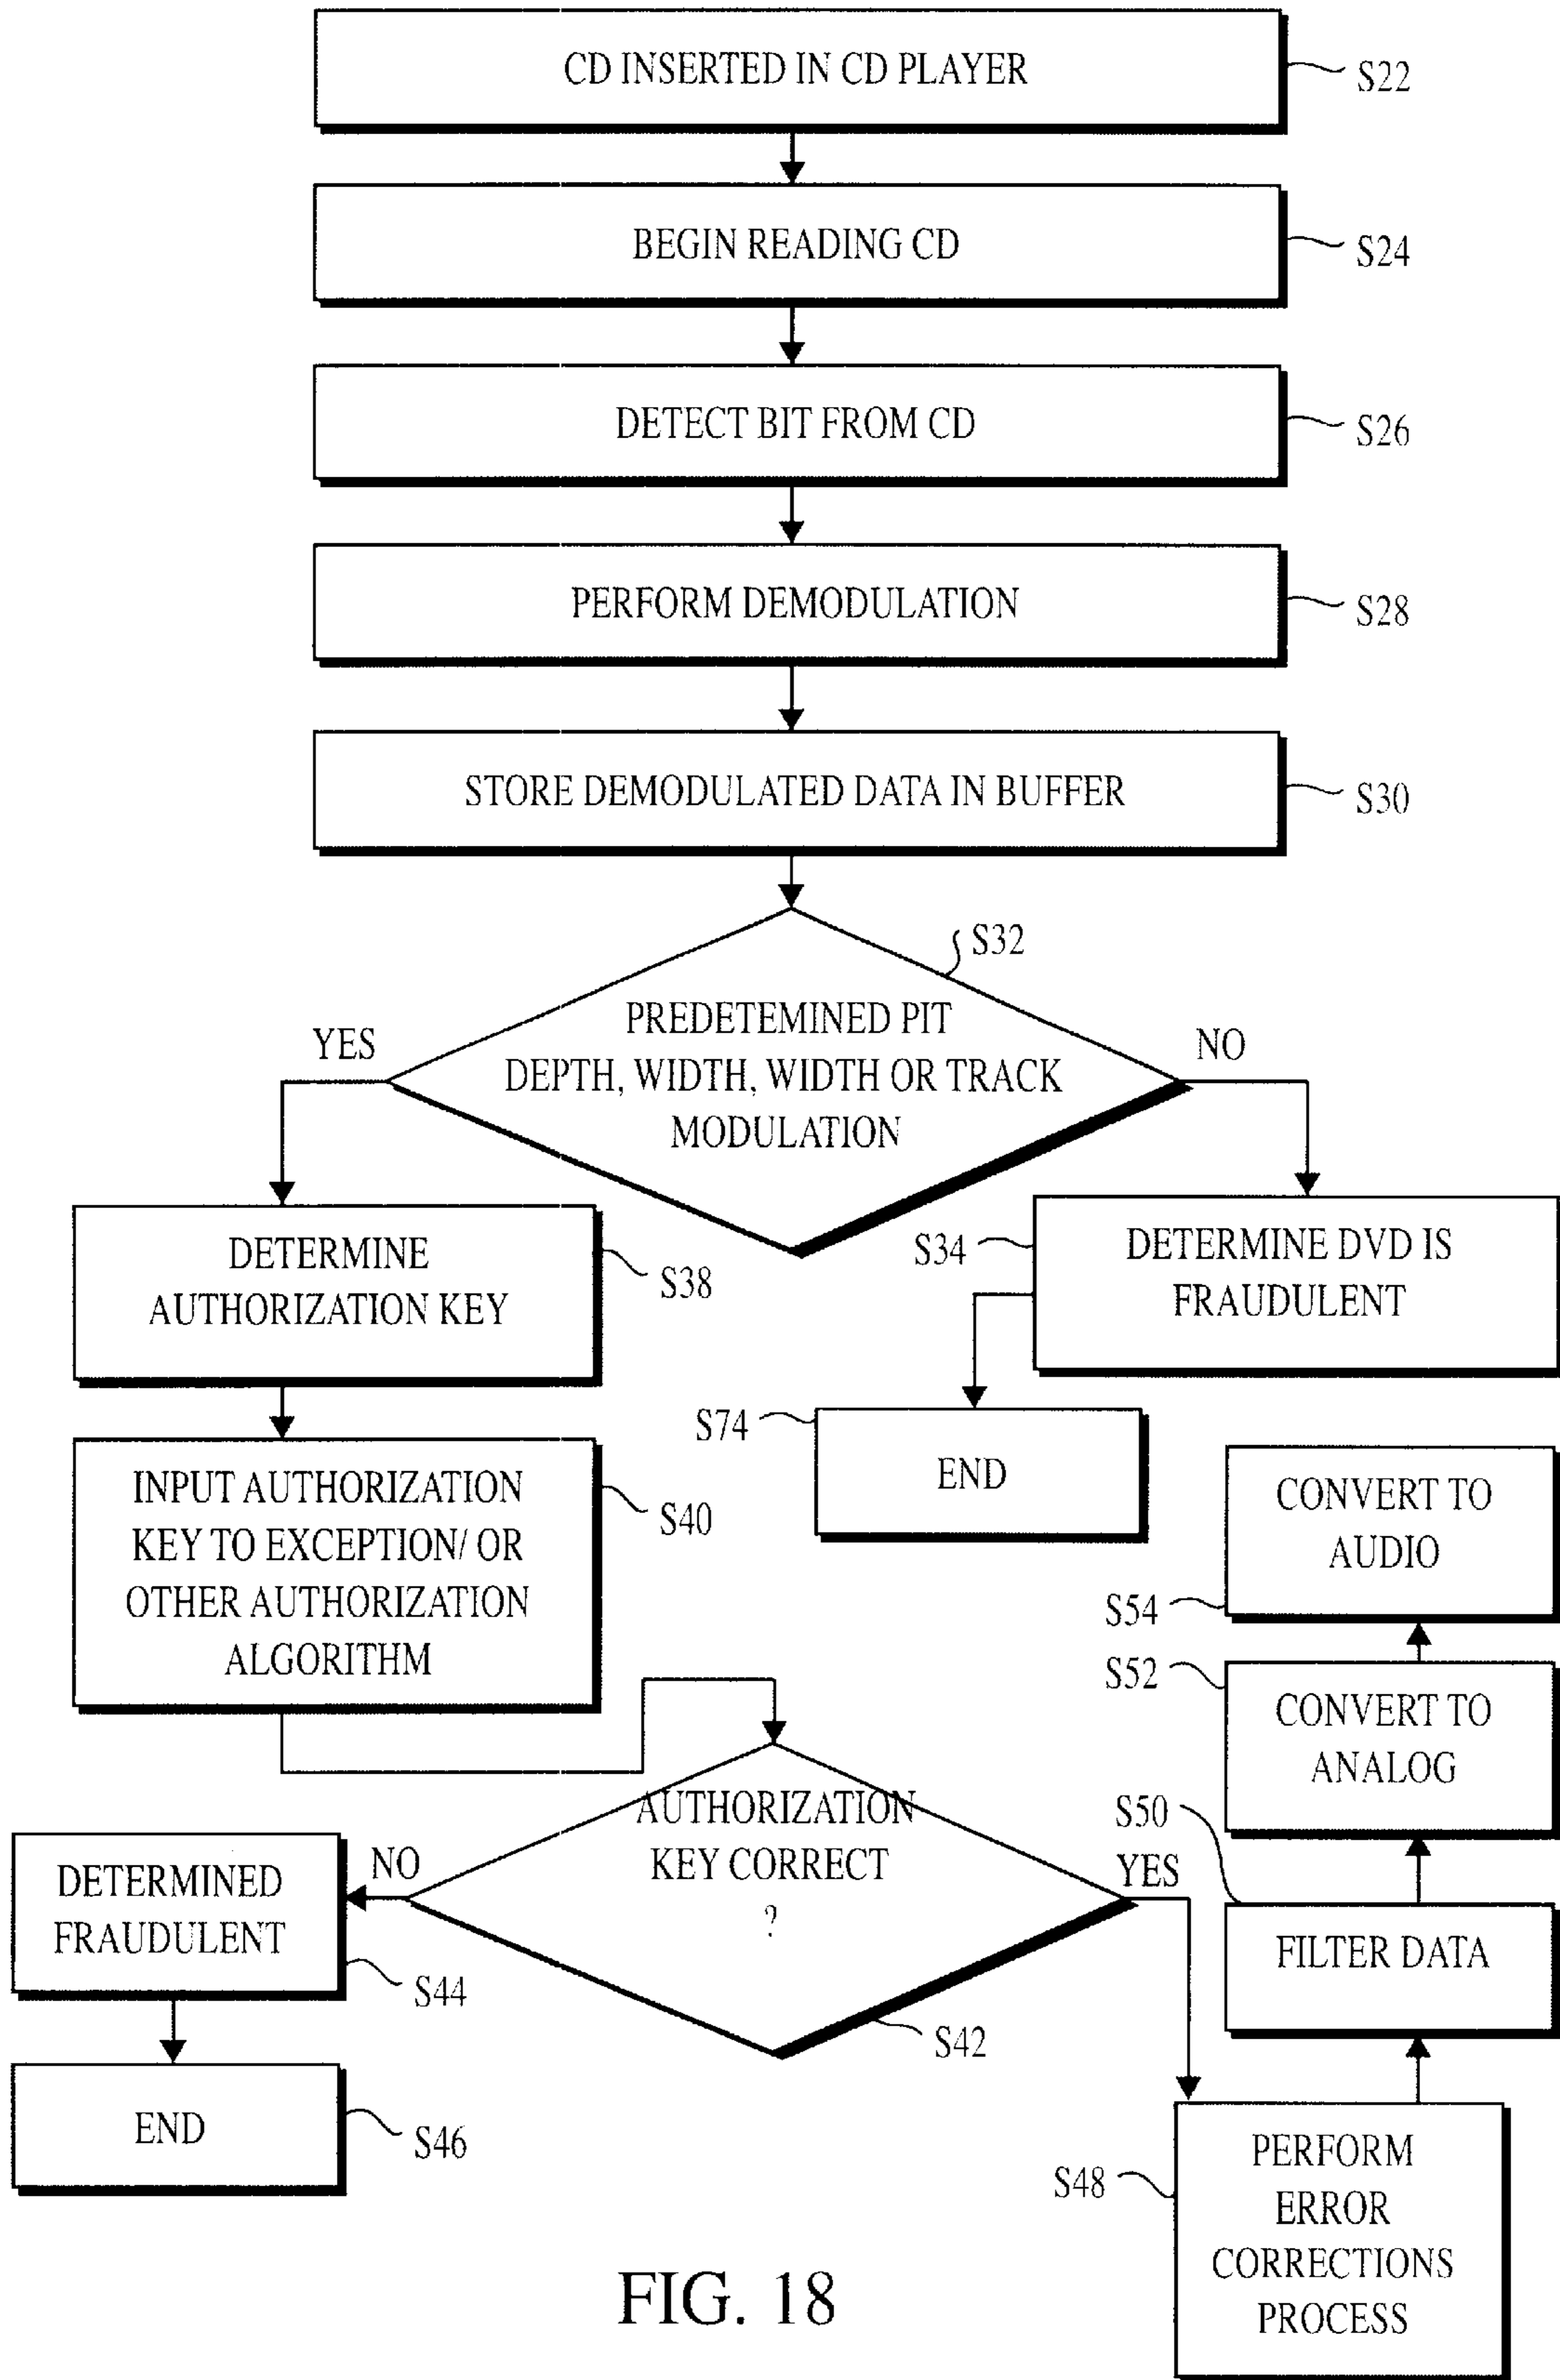 CD INSERTED IN CD PLAYER
S22
BEGIN READING CD
S24
DETECT BIT FROM CD
S26
PERFORM DEMODULATION
S28
STORE DEMODULATED DATA IN BUFFER
S30
S32
PREDETEMINED PIT
DEPTH, WIDTH, WIDTH OR TRACK
MODULATION
YES
NO
DETERMINE
AUTHORIZATION KEY
S38
S34
DETERMINE DVD IS
FRAUDULENT
S74
END
INPUT AUTHORIZATION
KEY TO EXCEPTION/ OR
OTHER AUTHORIZATION
ALGORITHM
S40
CONVERT TO
AUDIO
S54
S52
CONVERT TO
ANALOG
AUTHORIZATION
KEY CORRECT
?
NO
YES
S42
DETERMINED
FRAUDULENT
S44
END
S46
S50
FILTER DATA
S48
PERFORM
ERROR
CORRECTIONS
PROCESS
FIG. 18